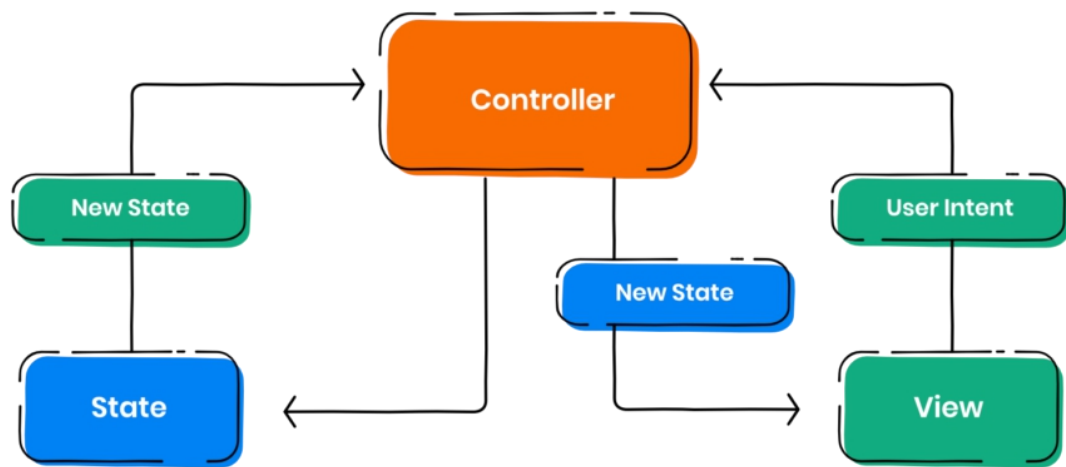 Controller
New State
User Intent
New State
State
View